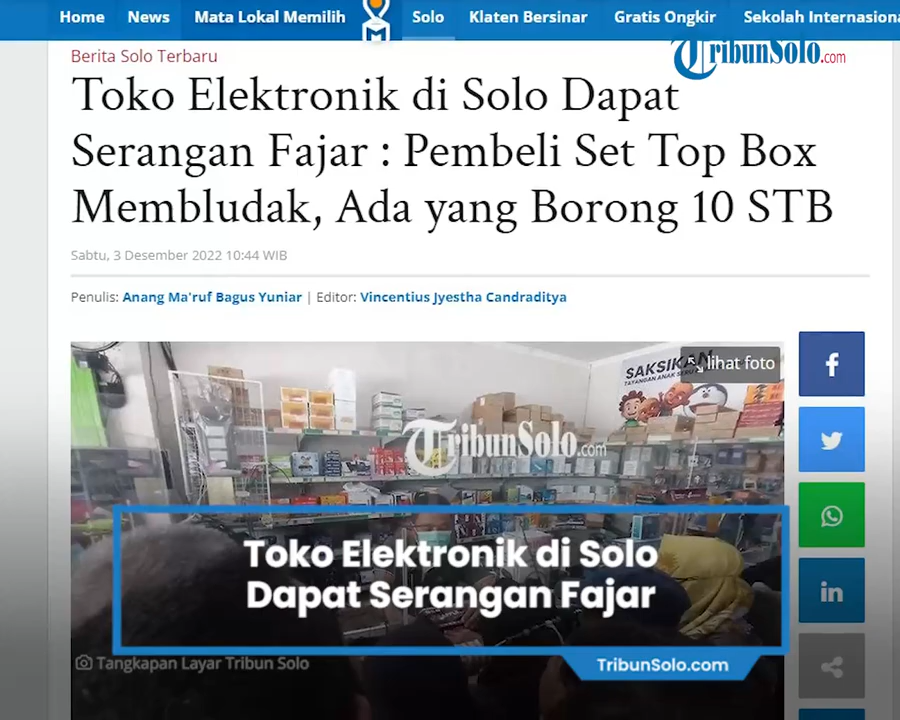 Home News Mata Lokal Memilih Solo Klaten Bersinar Gratis Ongkir Sekolah Internasiona
Berita Solo Terbaru
TribunSolo.com
Toko Elektronik di Solo Dapat
Serangan Fajar : Pembeli Set Top Box
Membludak, Ada yang Borong 10 STB
Sabtu, 3 Desember 2022 10:44 WIB
Penulis: Anang Ma'ruf Bagus Yuniar | Editor: Vincentius Jyestha Candraditya
SAKSIKAN
lihat foto
TAYANGAN ANAK SERU
TribunSolo.com
Toko Elektronik di Solo
Dapat Serangan Fajar
Tangkapan Layar Tribun Solo
TribunSolo.com